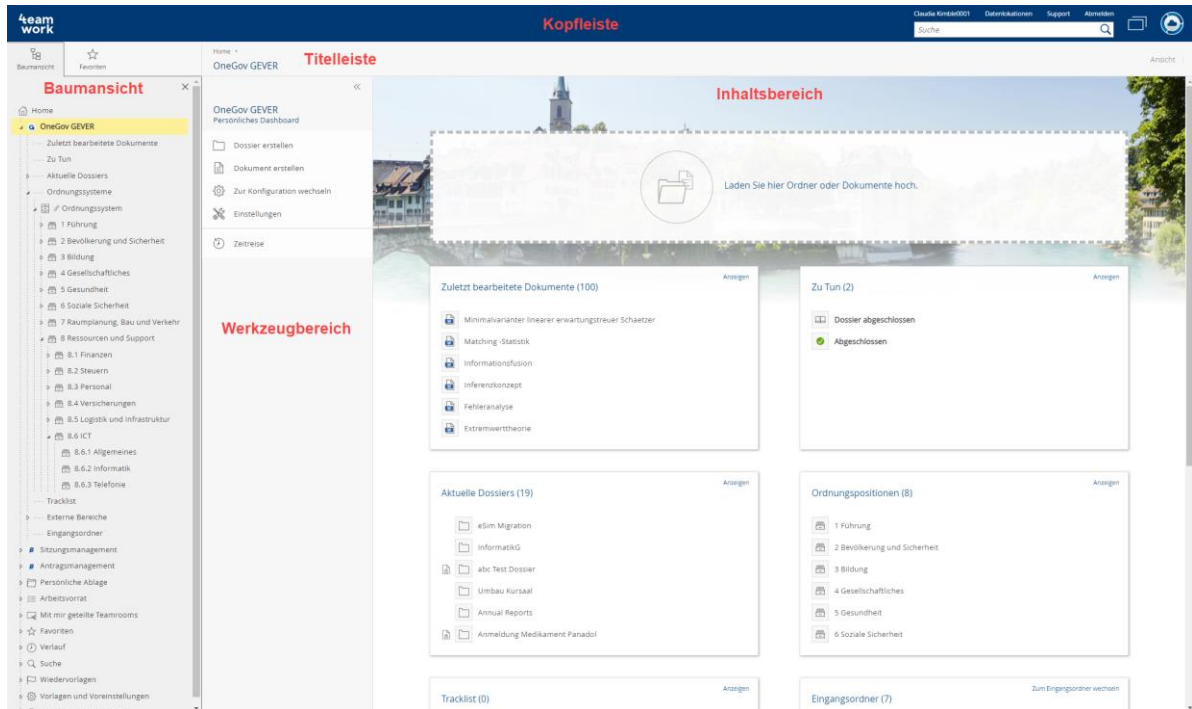 4team
work
Kopfleiste
Claudia Kimble0001 Datenlokationen Support Abmelden
Suche
Baumansicht
Favoriten
Home
OneGov GEVER
Titelleiste
Ansicht
Baumansicht
Home
OneGov GEVER
Zuletzt bearbeitete Dokumente
Zu Tun
Aktuelle Dossiers
Ordnungssysteme
Ordnungssystem
1 Führung
2 Bevölkerung und Sicherheit
3 Bildung
4 Gesellschaftliches
5 Gesundheit
6 Soziale Sicherheit
7 Raumplanung, Bau und Verkehr
8 Ressourcen und Support
8.1 Finanzen
8.2 Steuern
8.3 Personal
8.4 Versicherungen
8.5 Logistik und Infrastruktur
8.6 ICT
8.6.1 Allgemeines
8.6.2 Informatik
8.6.3 Telefonie
Tracklist
Externe Bereiche
Eingangsordner
Sitzungsmanagement
Antragsmanagement
Persönliche Ablage
Arbeitsvorrat
Mit mir geteilte Teamrooms
Favoriten
Verlauf
Suche
Wiedervorlagen
Vorlagen und Voreinstellungen
OneGov GEVER
Persönliches Dashboard
Dossier erstellen
Dokument erstellen
Zur Konfiguration wechseln
Einstellungen
Zeitreise
Werkzeugbereich
Inhaltsbereich
Laden Sie hier Ordner oder Dokumente hoch.
Anzeigen
Zuletzt bearbeitete Dokumente (100)
Minimalvarianter linearer erwartungstreuer Schaetzer
Matching -Statistik
Informationsfusion
Inferenzkonzept
Fehleranalyse
Extremwerttheorie
Anzeigen
Zu Tun (2)
Dossier abgeschlossen
Abgeschlossen
Anzeigen
Aktuelle Dossiers (19)
eSim Migration
InformatikG
abc Test Dossier
Umbau Kursaal
Annual Reports
Anmeldung Medikament Panadol
Anzeigen
Ordnungspositionen (8)
1 Führung
2 Bevölkerung und Sicherheit
3 Bildung
4 Gesellschaftliches
5 Gesundheit
6 Soziale Sicherheit
Anzeigen
Tracklist (0)
Zum Eingangsordner wechseln
Eingangsordner (7)